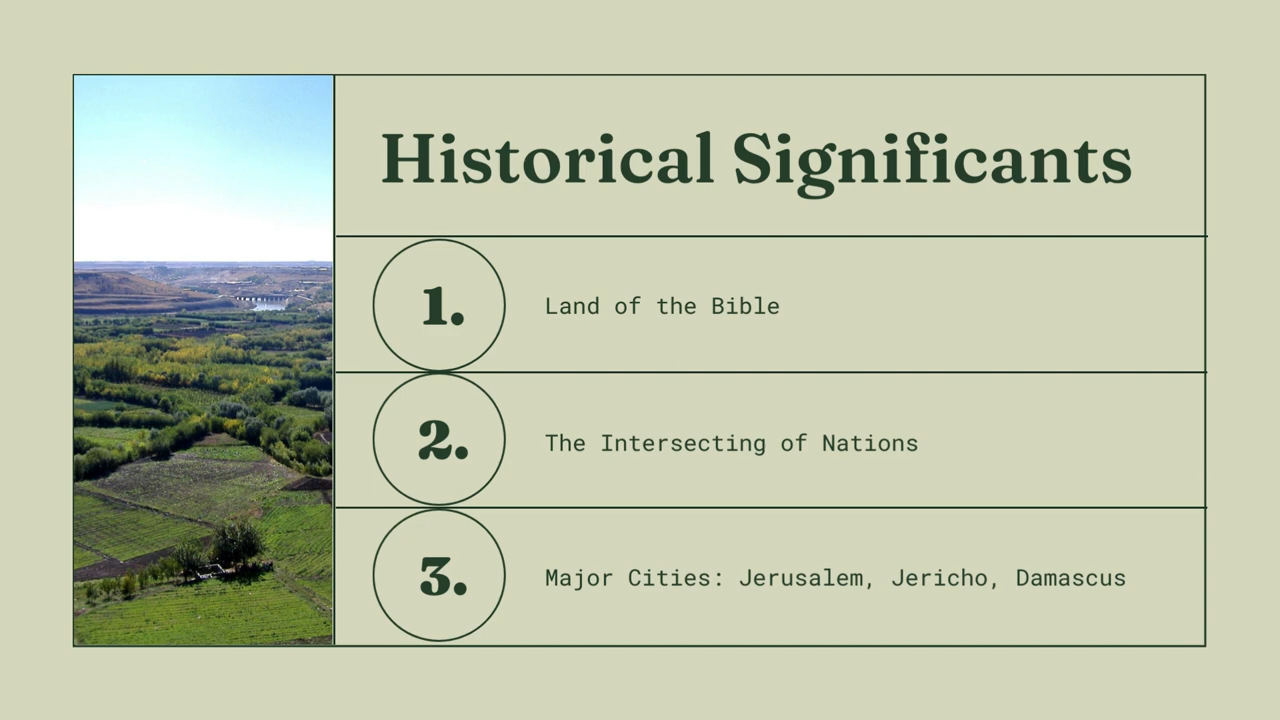 Historical Significants
1. Land of the Bible
2. The Intersecting of Nations
3. Major Cities: Jerusalem, Jericho, Damascus